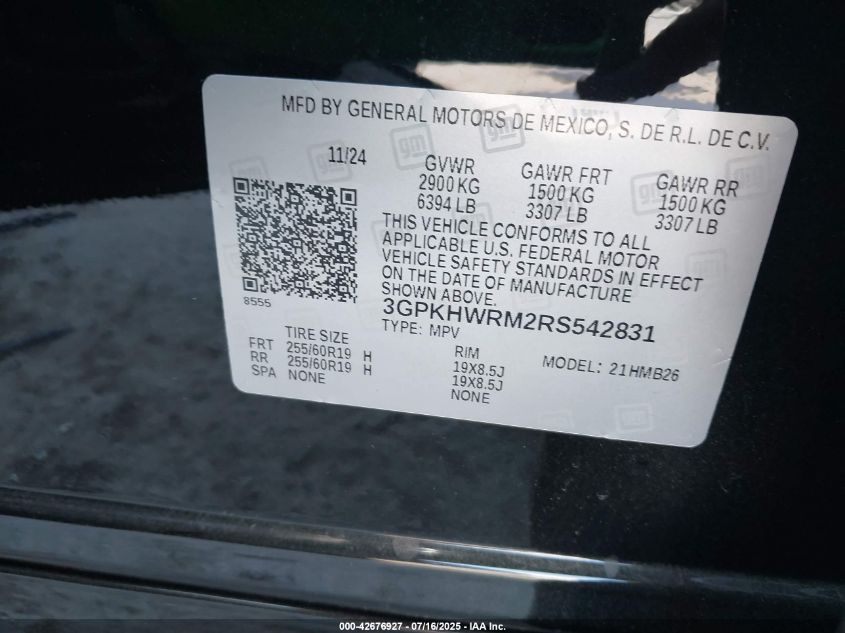 MFD BY GENERAL MOTORS DE MEXICO, S. DE R.L. DE C.V.
11/24
GVWR GAWR FRT GAWR RR
2900 KG 1500 KG 1500 KG
6394 LB 3307 LB 3307 LB
THIS VEHICLE CONFORMS TO ALL
APPLICABLE U.S. FEDERAL MOTOR
VEHICLE SAFETY STANDARDS IN EFFECT
ON THE DATE OF MANUFACTURE
SHOWN ABOVE.
8555
3GPKHWRM2RS542831
TYPE: MPV
TIRE SIZE RIM MODEL: 21HMB26
FRT 255/60R19 H 19X8.5J
RR 255/60R19 H 19X8.5J
SPA NONE NONE
gm
000-42676927 - 07/16/2025 - IAA Inc.